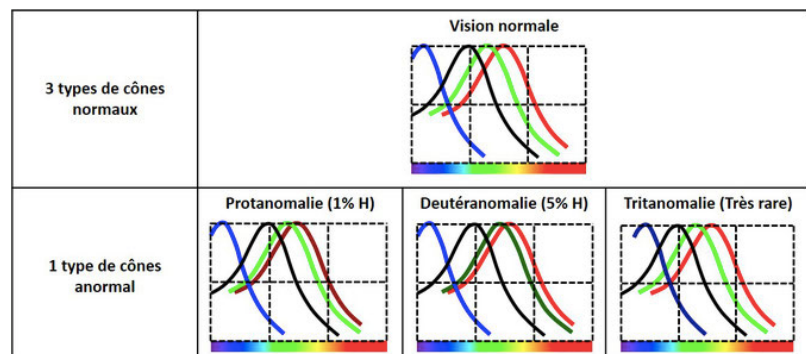 Vision normale
3 types de cônes
normaux
Protanomalie (1% H)
Deutéranomalie (5% H)
Tritanomalie (Très rare)
1 type de cônes
anormal